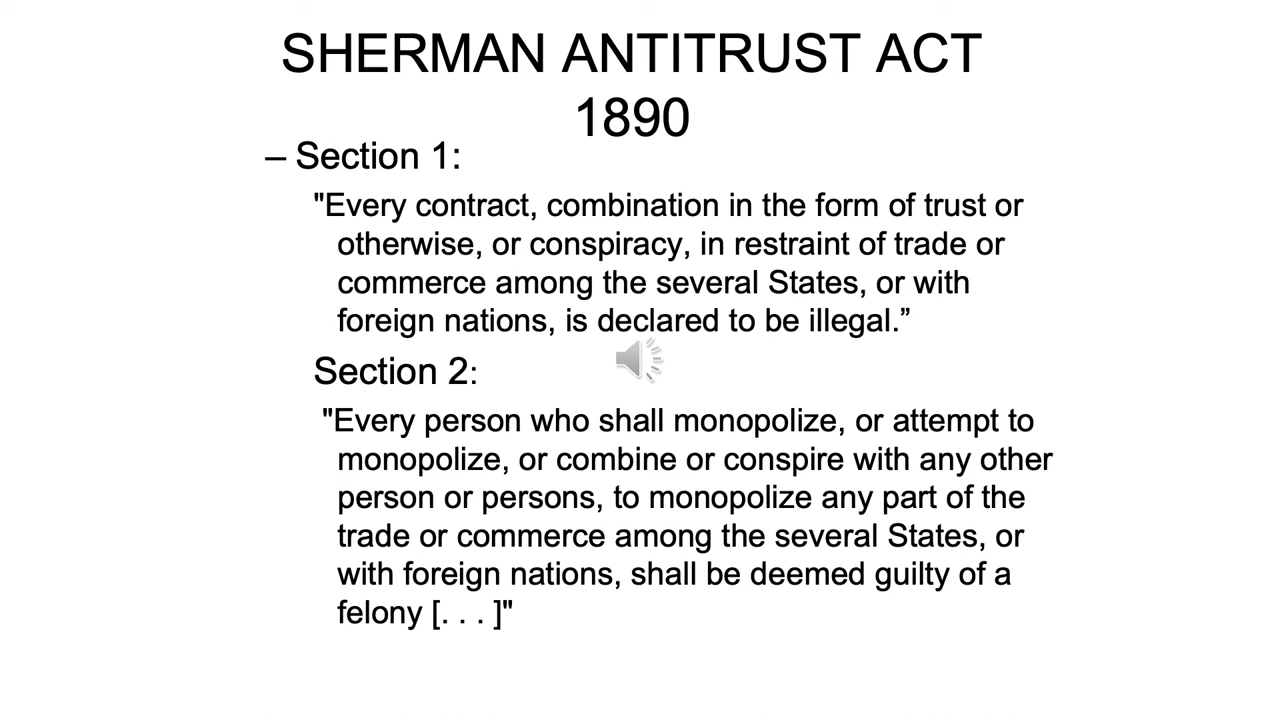 SHERMAN ANTITRUST ACT
1890
– Section 1:
"Every contract, combination in the form of trust or
otherwise, or conspiracy, in restraint of trade or
commerce among the several States, or with
foreign nations, is declared to be illegal.”
Section 2:
"Every person who shall monopolize, or attempt to
monopolize, or combine or conspire with any other
person or persons, to monopolize any part of the
trade or commerce among the several States, or
with foreign nations, shall be deemed guilty of a
felony [. . . ]"